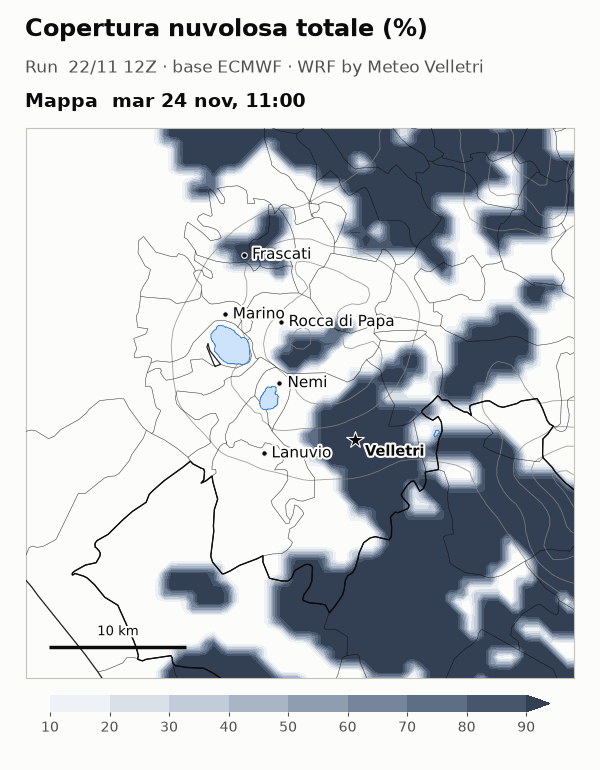 Copertura nuvolosa totale (%)
Run  22/11 12Z · base ECMWF · WRF by Meteo Velletri
Mappa  mar 24 nov, 11:00
Frascati
Marino
Rocca di Papa
Nemi
Velletri
Lanuvio
10 km
10 20 30 40 50 60 70 80 90